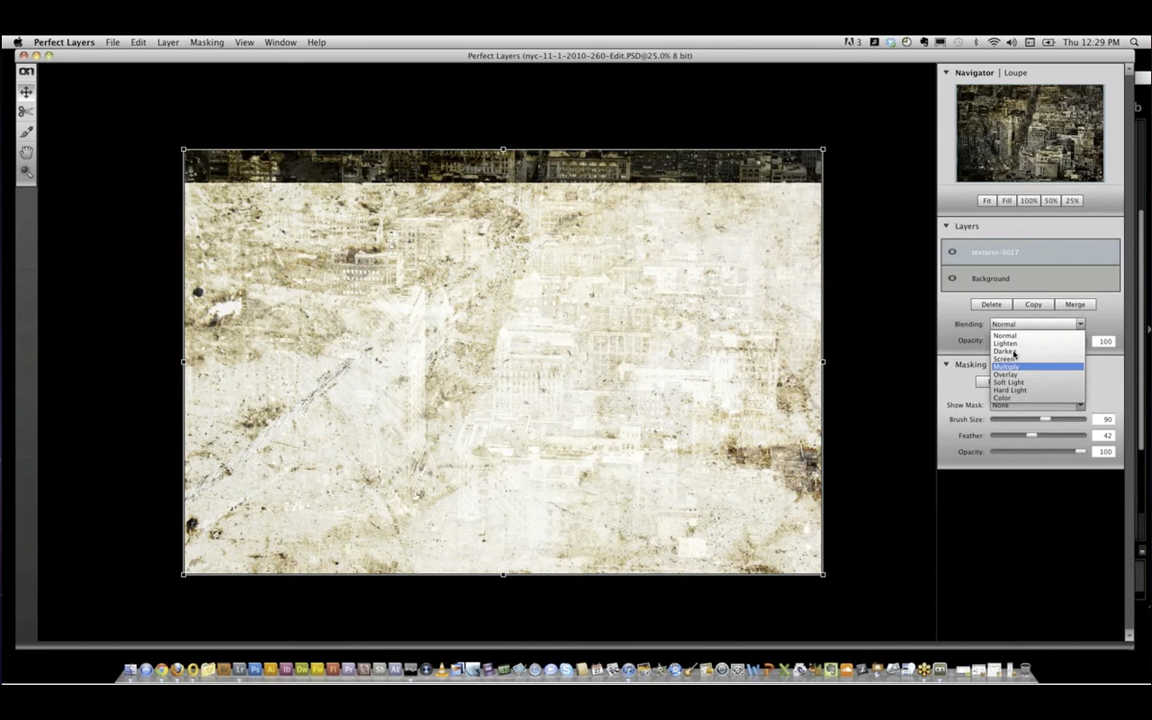 Perfect Layers File Edit Layer Masking View Window Help 3 Thu 12:29 PM
Perfect Layers (nyc-11-1-2010-260-Edit.PSD@25.0% 8 bit)
on
Navigator | Loupe
Fit Fill 100% 50% 25%
Layers
textures-0027
Background
Delete Copy Merge
Blending: Normal
Normal
Opacity: 100
Lighten
Darken
Screen
Masking
Multiply
Overlay
Soft Light
Hard Light
Color
Show Mask: None
Brush Size: 90
Feather: 42
Opacity: 100